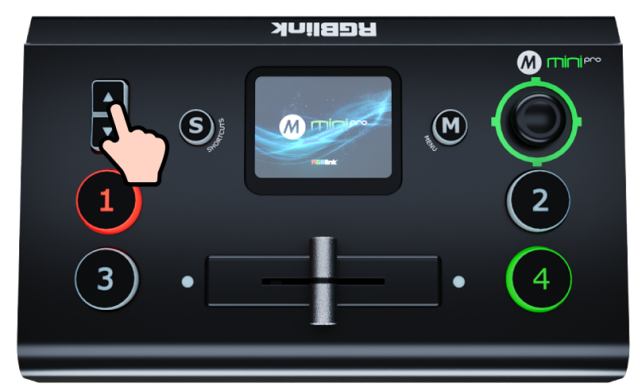 RGBlink
M mini pro
S
SHORTCUTS
M mini pro
RGBlink
M
MENU
1
2
3
4